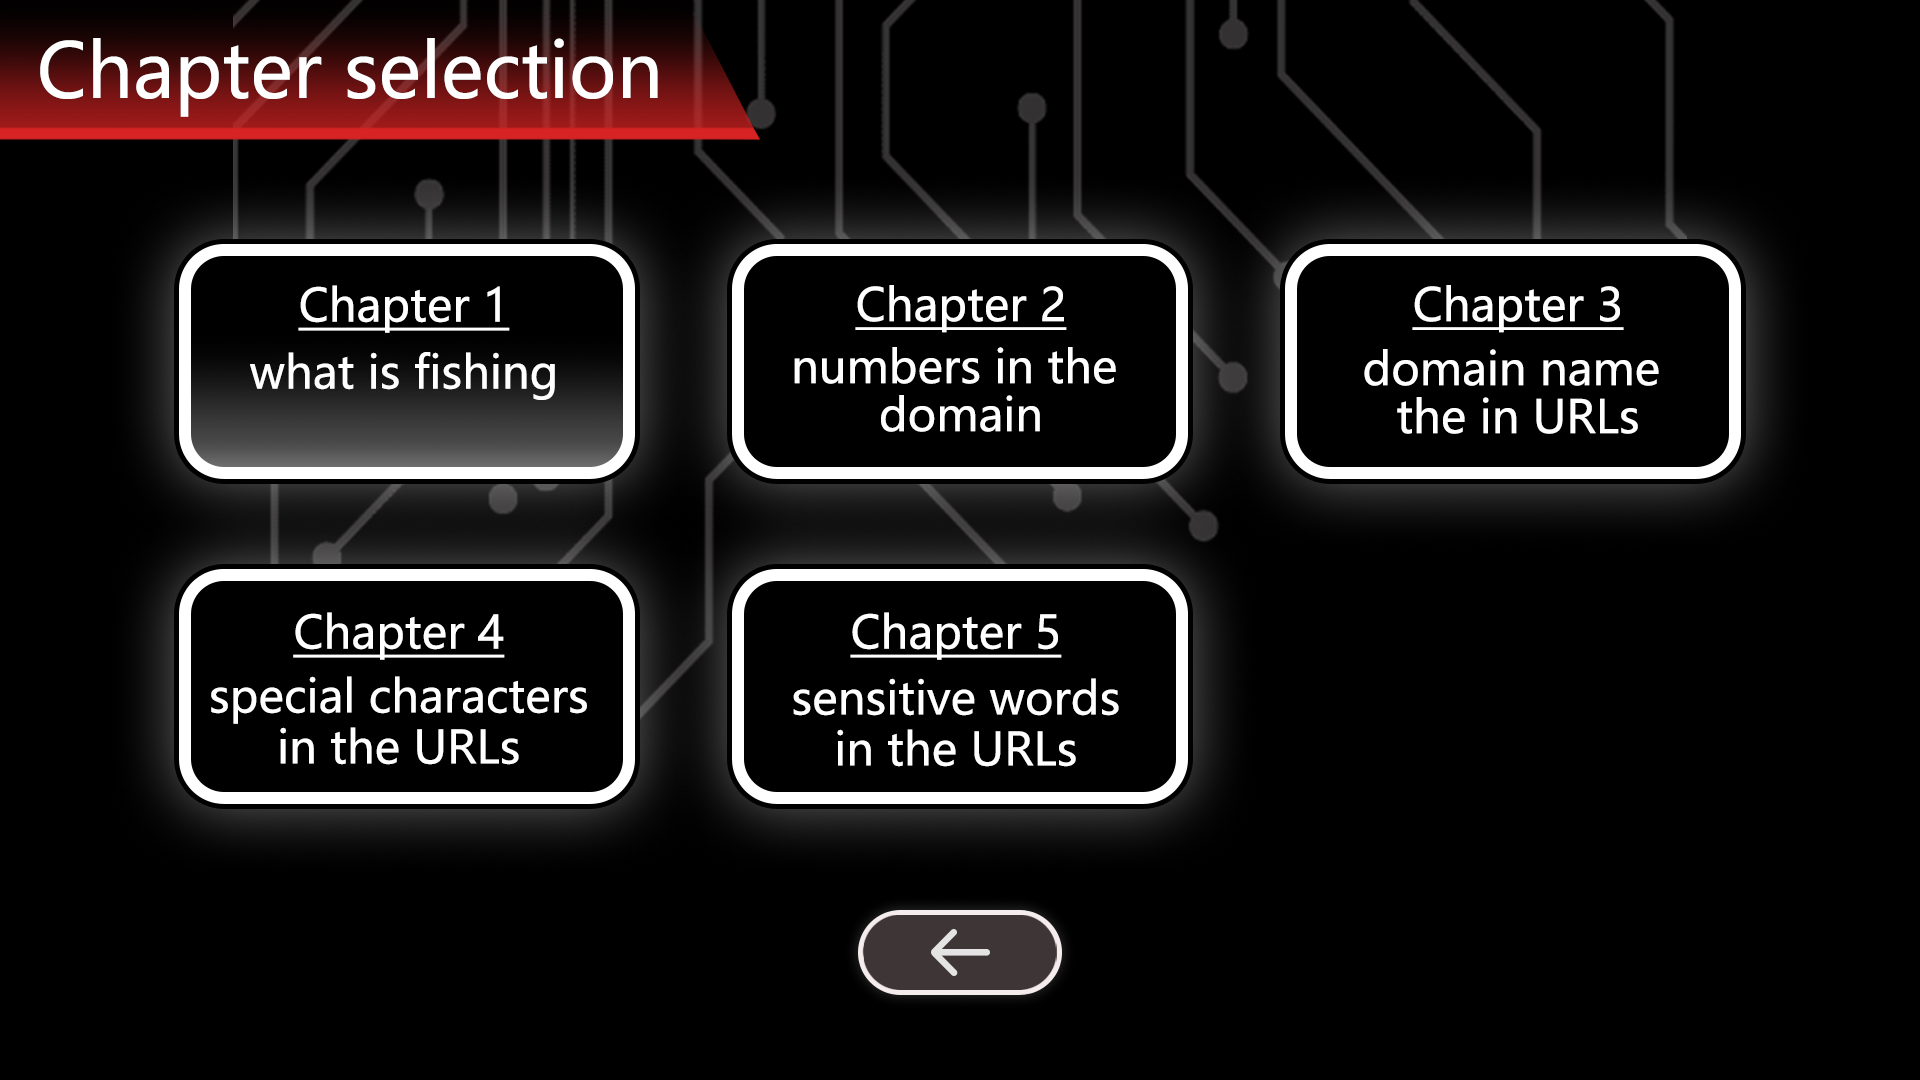 Chapter selection
Chapter 1
what is fishing
Chapter 2
numbers in the
domain
Chapter 3
domain name
the in URLs
Chapter 4
special characters
in the URLs
Chapter 5
sensitive words
in the URLs